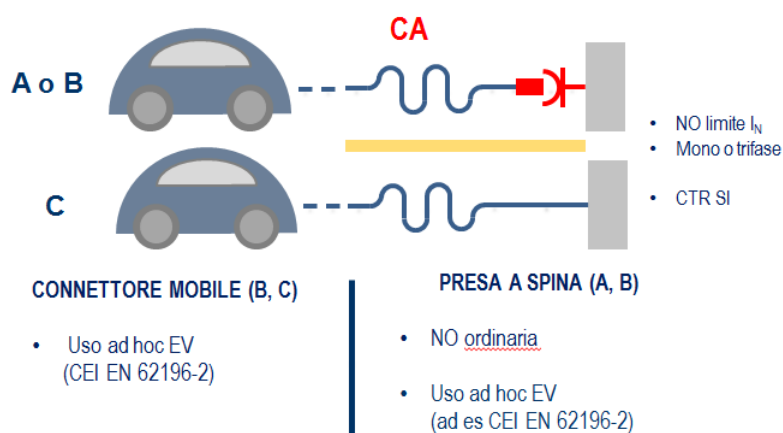 CA
A o B
• NO limite IN
• Mono o trifase
C
• CTR SI
CONNETTORE MOBILE (B, C)
• Uso ad hoc EV
(CEI EN 62196-2)
PRESA A SPINA (A, B)
• NO ordinaria
• Uso ad hoc EV
(ad es CEI EN 62196-2)